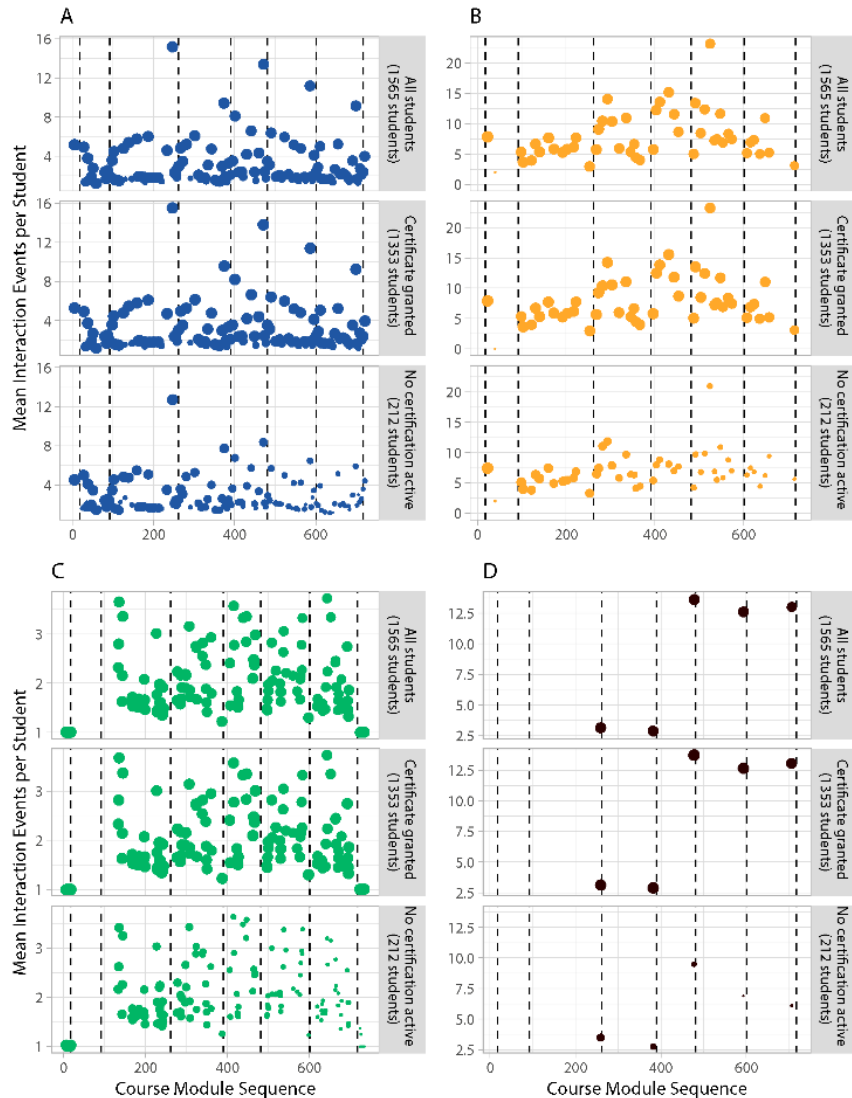 A
B
Mean Interaction Events per Student
16
12
8
4
All students
(1565 students)
16
12
8
4
Certificate granted
(1353 students)
16
12
8
4
No certification active
(212 students)
0
200
400
600
20
15
10
5
0
All students
(1565 students)
20
15
10
5
0
Certificate granted
(1353 students)
20
15
10
5
0
No certification active
(212 students)
0
200
400
600
C
D
Mean Interaction Events per Student
3
2
1
All students
(1565 students)
3
2
1
Certificate granted
(1353 students)
3
2
1
No certification active
(212 students)
0
200
400
600
Course Module Sequence
12.5
10.0
7.5
5.0
2.5
All students
(1565 students)
12.5
10.0
7.5
5.0
2.5
Certificate granted
(1353 students)
12.5
10.0
7.5
5.0
2.5
No certification active
(212 students)
0
200
400
600
Course Module Sequence